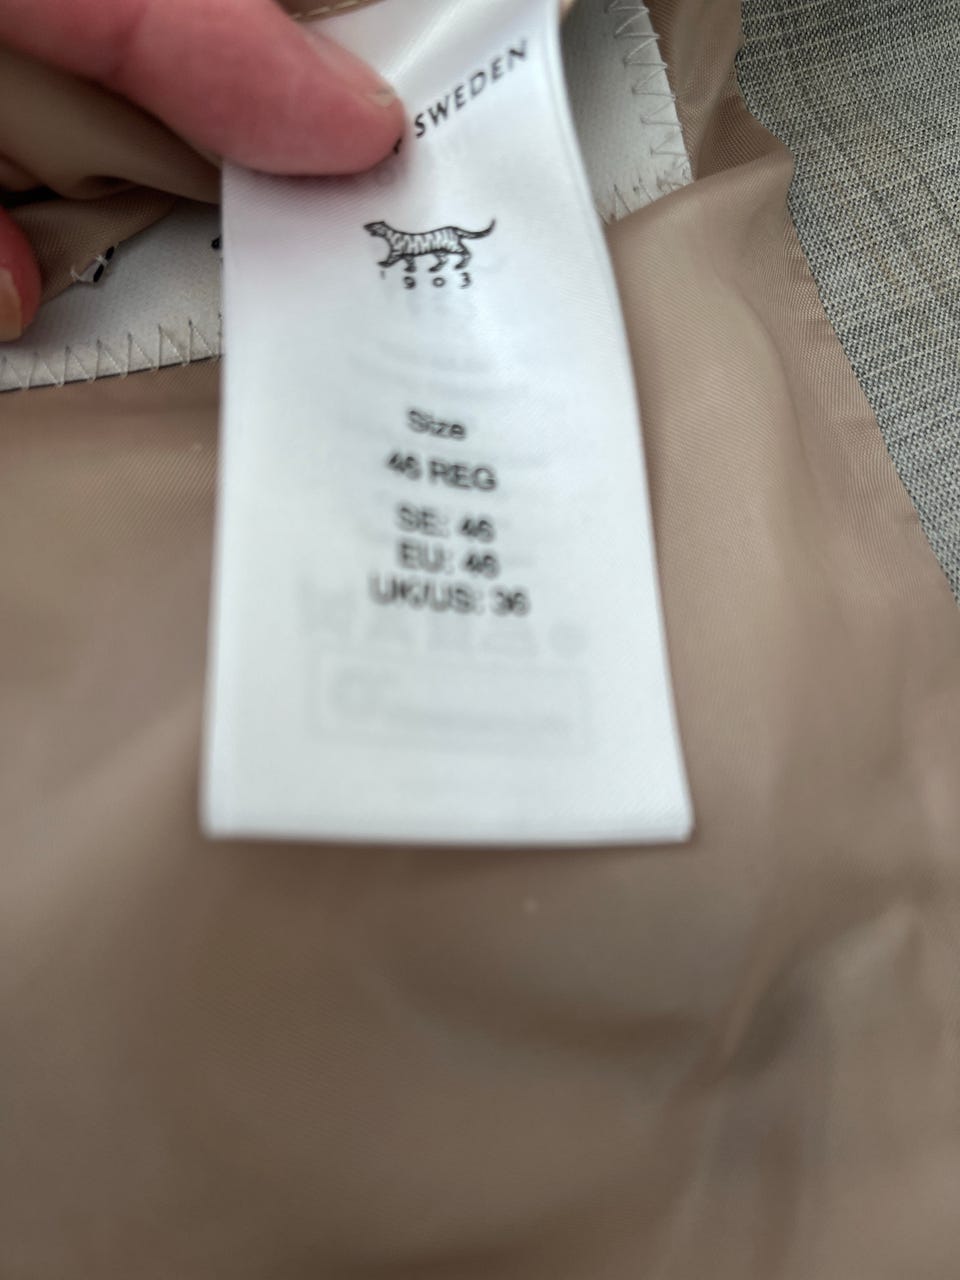 SWEDEN
1903
Size
46 REG
SE: 46
EU: 46
UK/US: 36